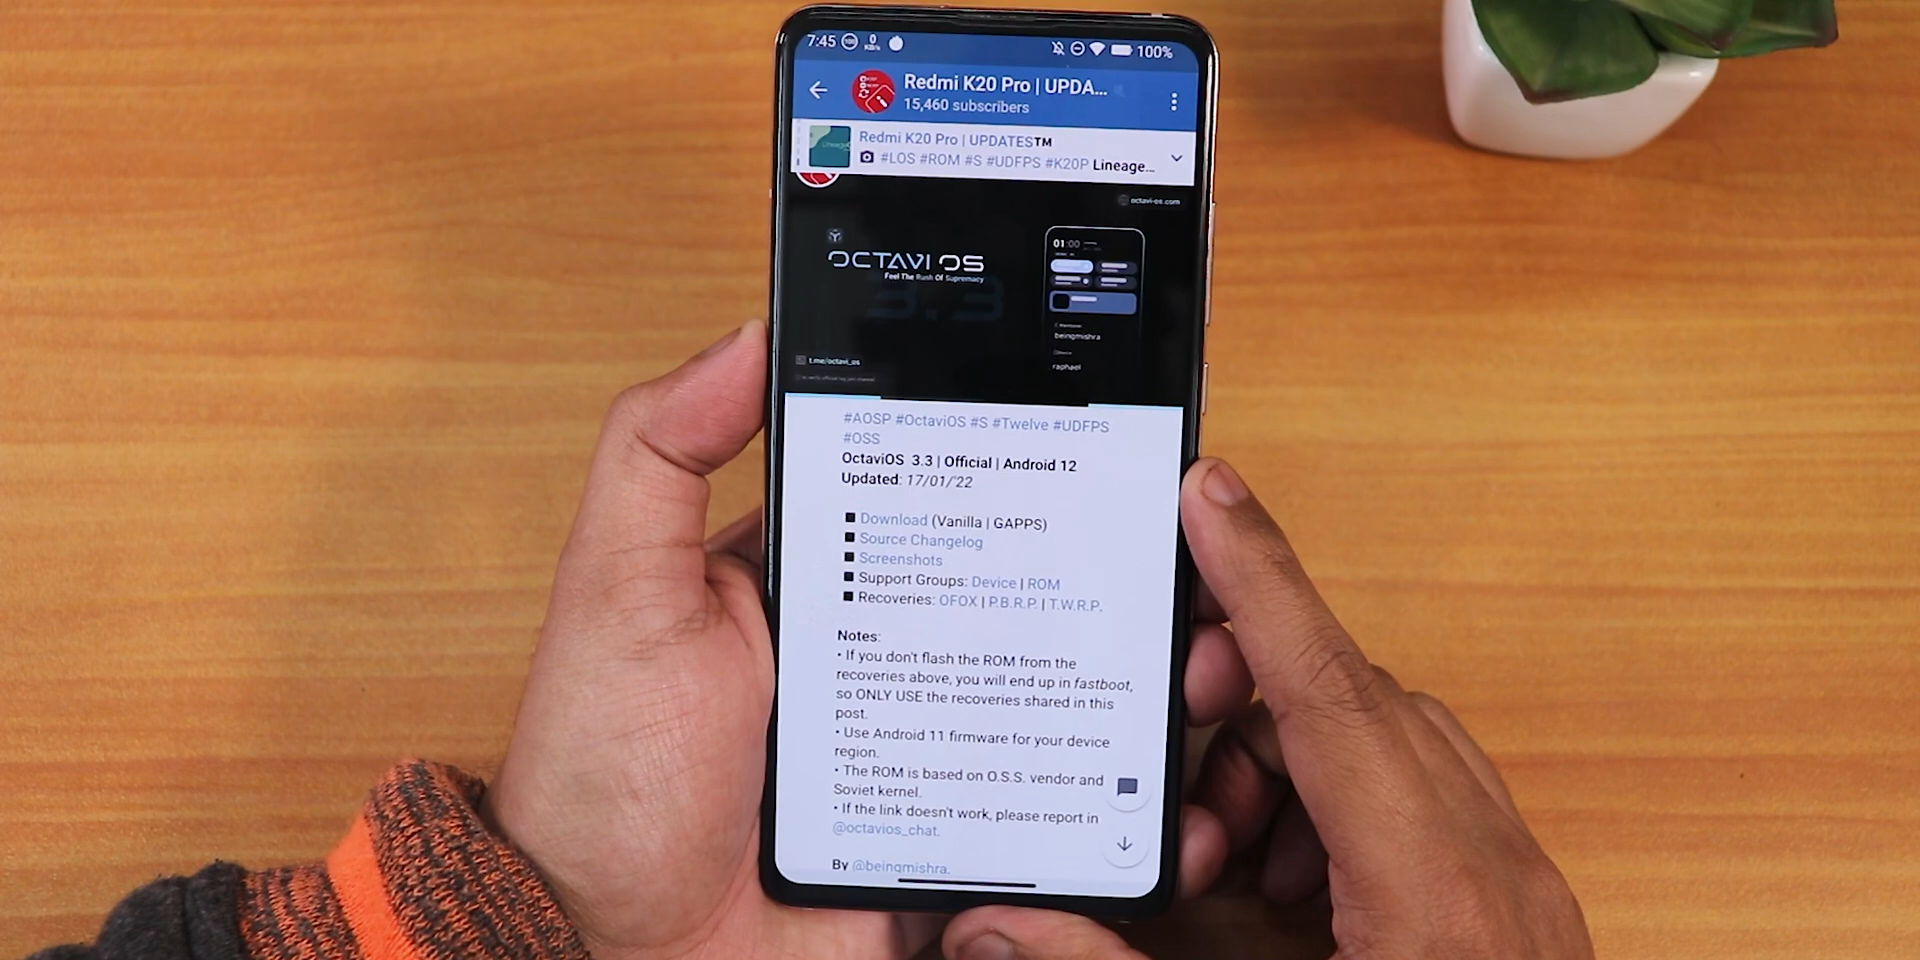 7:45 100 0 KB/s 100%
Redmi K20 Pro | UPDA...
15,460 subscribers
Redmi K20 Pro | UPDATES™
#LOS #ROM #S #UDFPS #K20P Lineage...
octavi-os.com
OCTAVI OS
Feel The Rush Of Supremacy
3.3
01:00
beingmishra
raphael
t.me/octavi_os
#AOSP #OctaviOS #S #Twelve #UDFPS
#OSS
OctaviOS 3.3 | Official | Android 12
Updated: 17/01/'22
■ Download (Vanilla | GAPPS)
■ Source Changelog
■ Screenshots
■ Support Groups: Device | ROM
■ Recoveries: OFOX | P.B.R.P. | T.W.R.P.
Notes:
• If you don't flash the ROM from the
recoveries above, you will end up in fastboot,
so ONLY USE the recoveries shared in this
post.
• Use Android 11 firmware for your device
region.
• The ROM is based on O.S.S. vendor and
Soviet kernel.
• If the link doesn't work, please report in
@octavios_chat.
By @beingmishra.